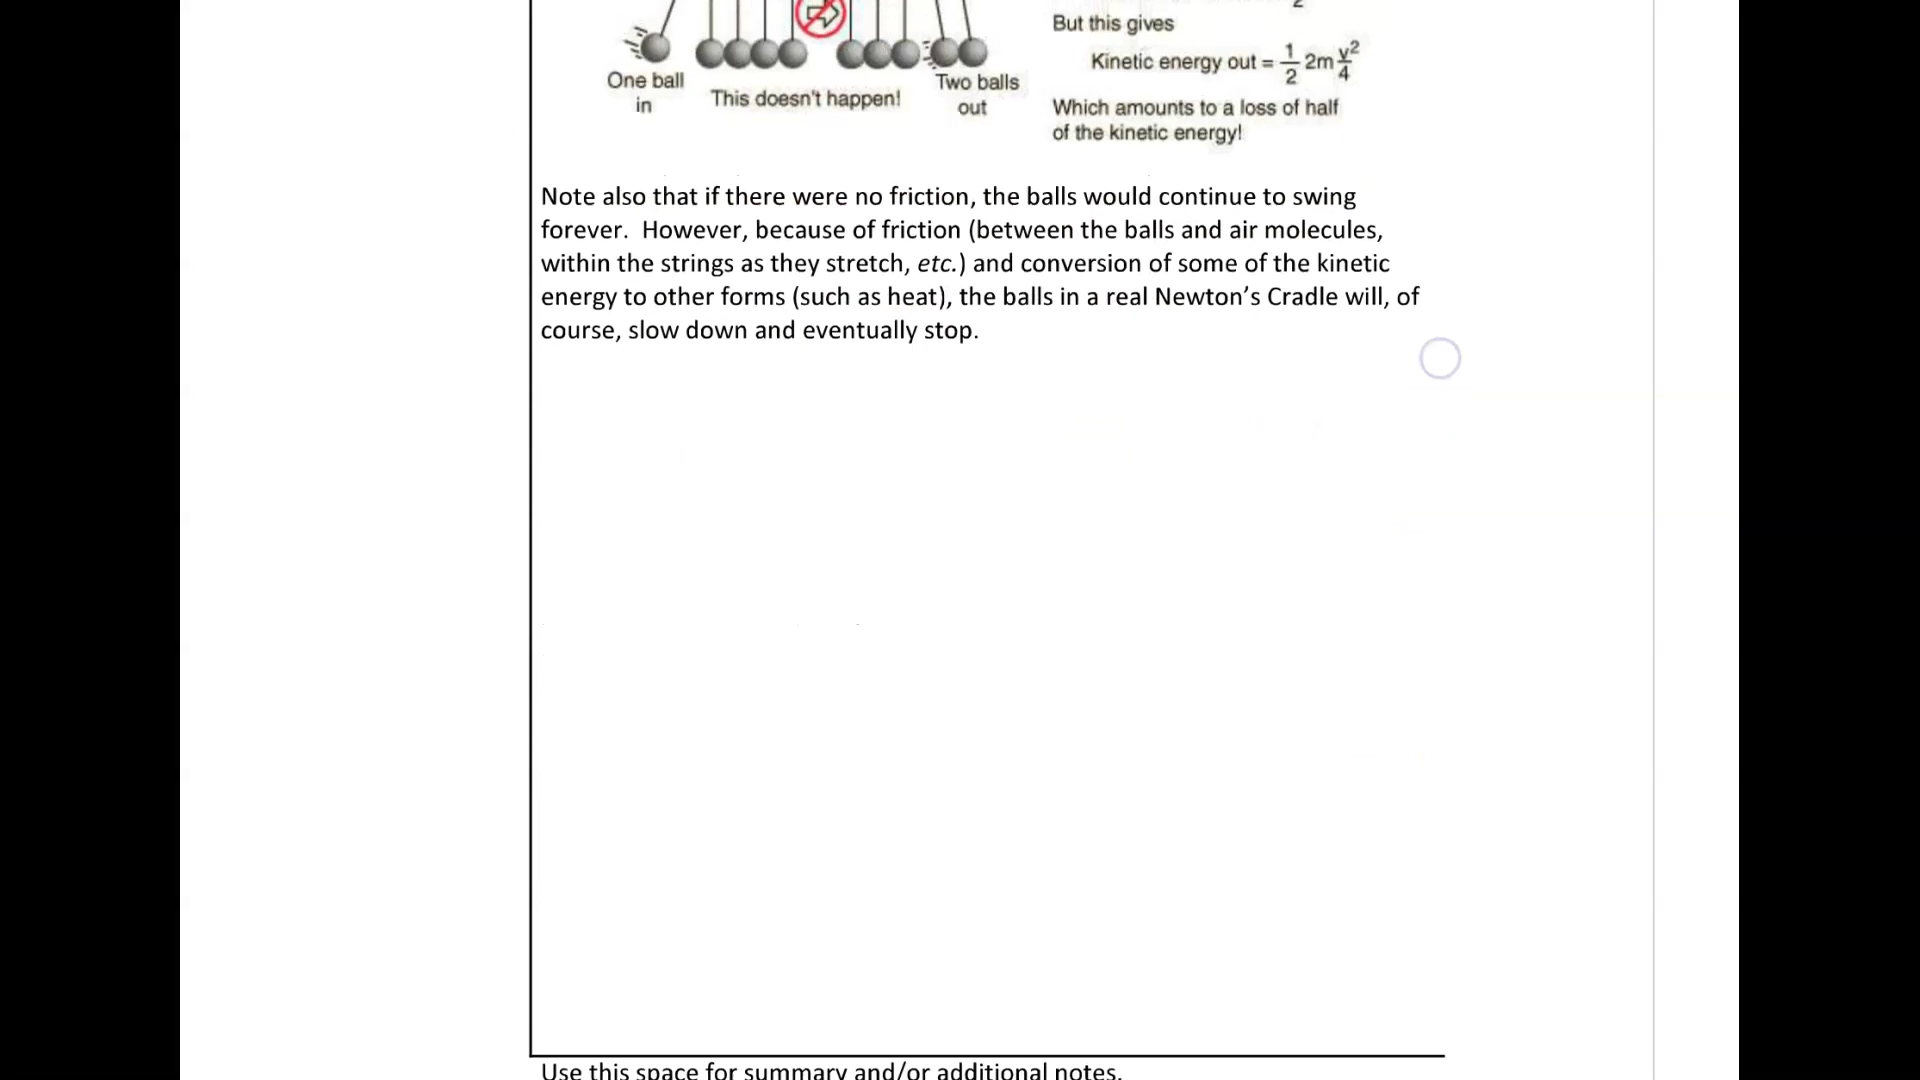 But this gives
Kinetic energy out = 1/2 2m v²/4
One ball
in
This doesn't happen!
Two balls
out
Which amounts to a loss of half
of the kinetic energy!
Note also that if there were no friction, the balls would continue to swing
forever. However, because of friction (between the balls and air molecules,
within the strings as they stretch, etc.) and conversion of some of the kinetic
energy to other forms (such as heat), the balls in a real Newton’s Cradle will, of
course, slow down and eventually stop.
Use this space for summary and/or additional notes.